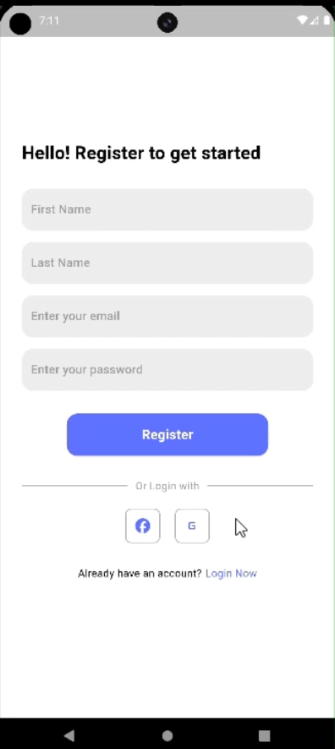 7:11
Hello! Register to get started
First Name
Last Name
Enter your email
Enter your password
Register
Or Login with
G
Already have an account? Login Now